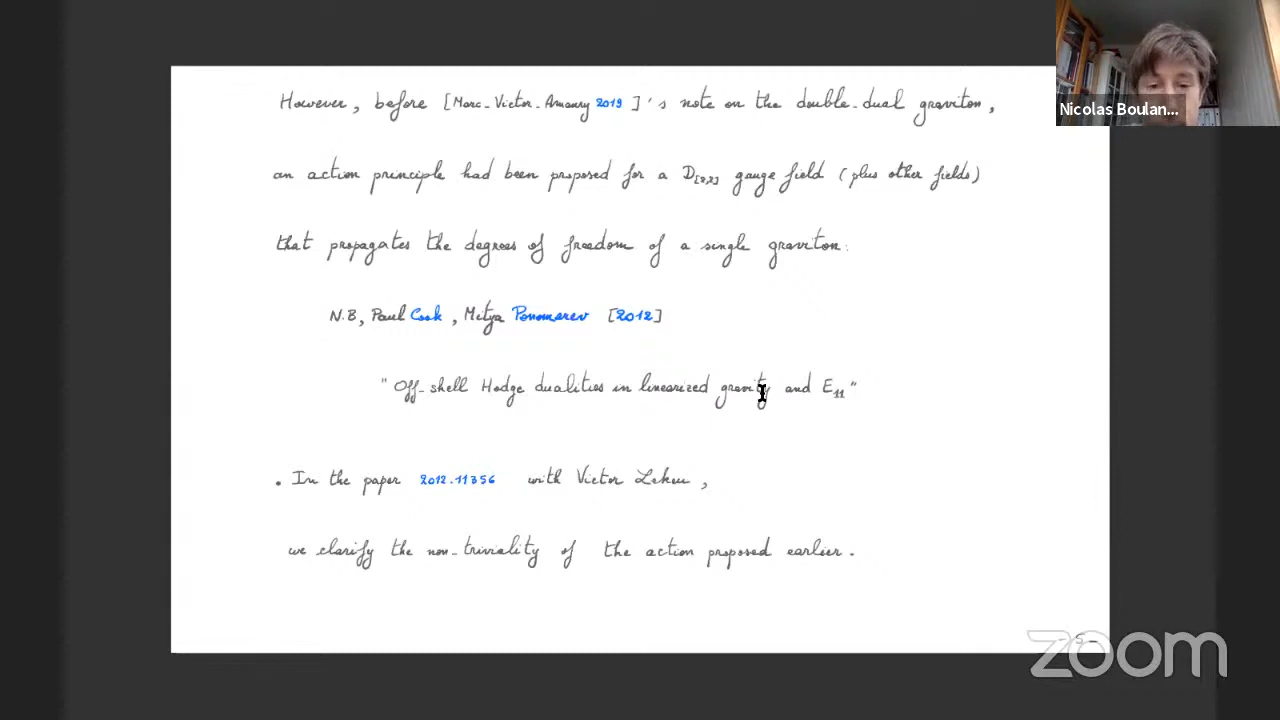 However, before [Marc-Victor-Amaury 2019]'s note on the double-dual graviton,
an action principle had been proposed for a D[2,2] gauge field (plus other fields)
that propagates the degrees of freedom of a single graviton:
N.B, Paul Cook, Mitya Ponomarev [2012]
"Off-shell Hodge dualities in linearized gravity and E11"
. In the paper 2012.11356 with Victor Lekeu,
we clarify the non-triviality of the action proposed earlier.
- 5 -
Nicolas Boulan...
zoom